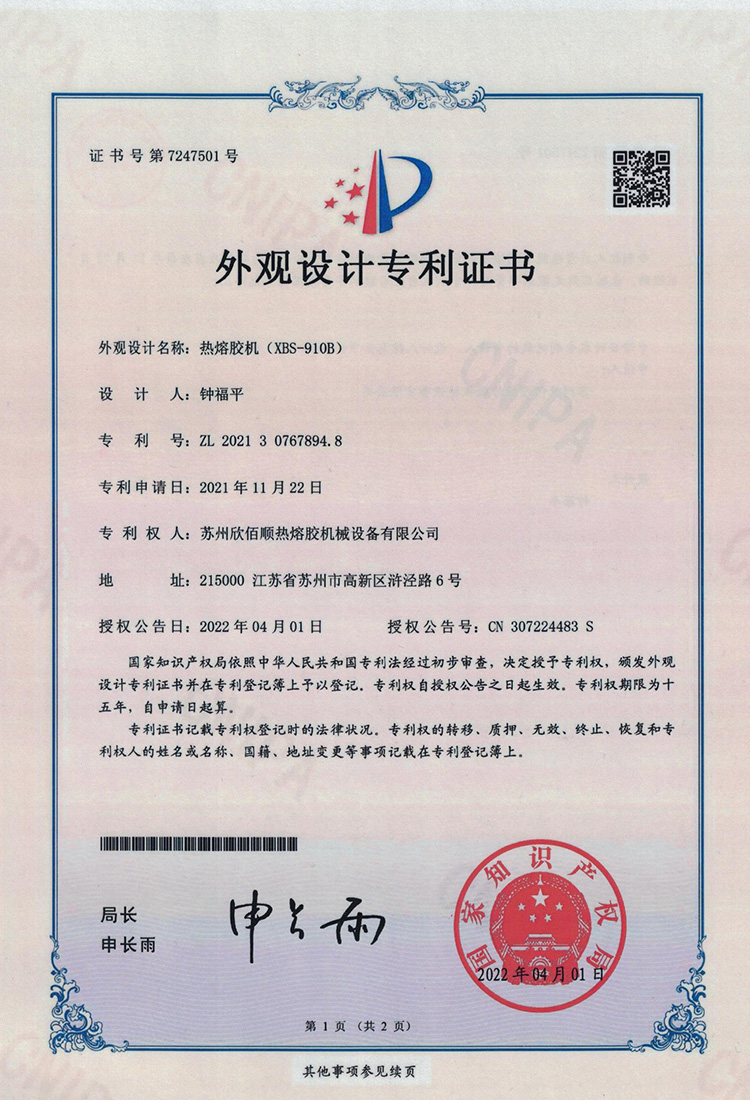 证书号第7247501号
外观设计专利证书
外观设计名称：热熔胶机（XBS-910B）
设 计 人：钟福平
专 利 号：ZL 2021 3 0767894.8
专利申请日：2021年11月22日
专 利 权 人：苏州欣佰顺热熔胶机械设备有限公司
地 址：215000 江苏省苏州市高新区浒泾路6号
授权公告日：2022年04月01日 授权公告号：CN 307224483 S
国家知识产权局依照中华人民共和国专利法经过初步审查，决定授予专利权，颁发外观
设计专利证书并在专利登记簿上予以登记。专利权自授权公告之日起生效。专利权期限为十
五年，自申请日起算。
专利证书记载专利权登记时的法律状况。专利权的转移、质押、无效、终止、恢复和专
利权人的姓名或名称、国籍、地址变更等事项记载在专利登记簿上。
局长
申长雨
申长雨
国家知识产权局
2022年04月01日
第 1 页 （共 2 页）
其他事项参见续页
CNIPA
CNIPA
CNIPA